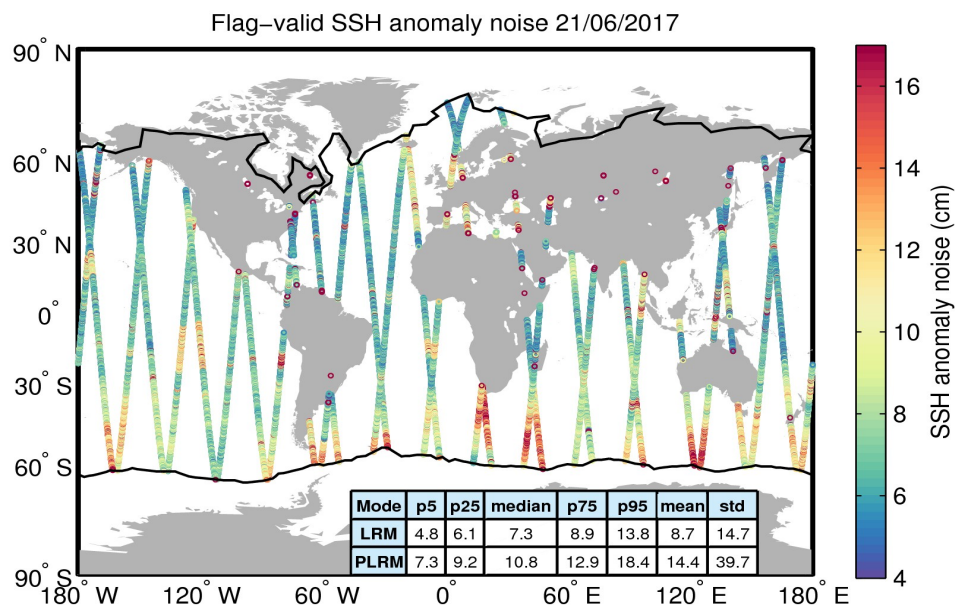 Flag−valid SSH anomaly noise 21/06/2017
90° N
60° N
30° N
0°
30° S
60° S
90° S
180° W
120° W
60° W
0°
60° E
120° E
180° E
Mode p5 p25 median p75 p95 mean std
LRM 4.8 6.1 7.3 8.9 13.8 8.7 14.7
PLRM 7.3 9.2 10.8 12.9 18.4 14.4 39.7
16
14
12
10
8
6
4
SSH anomaly noise (cm)